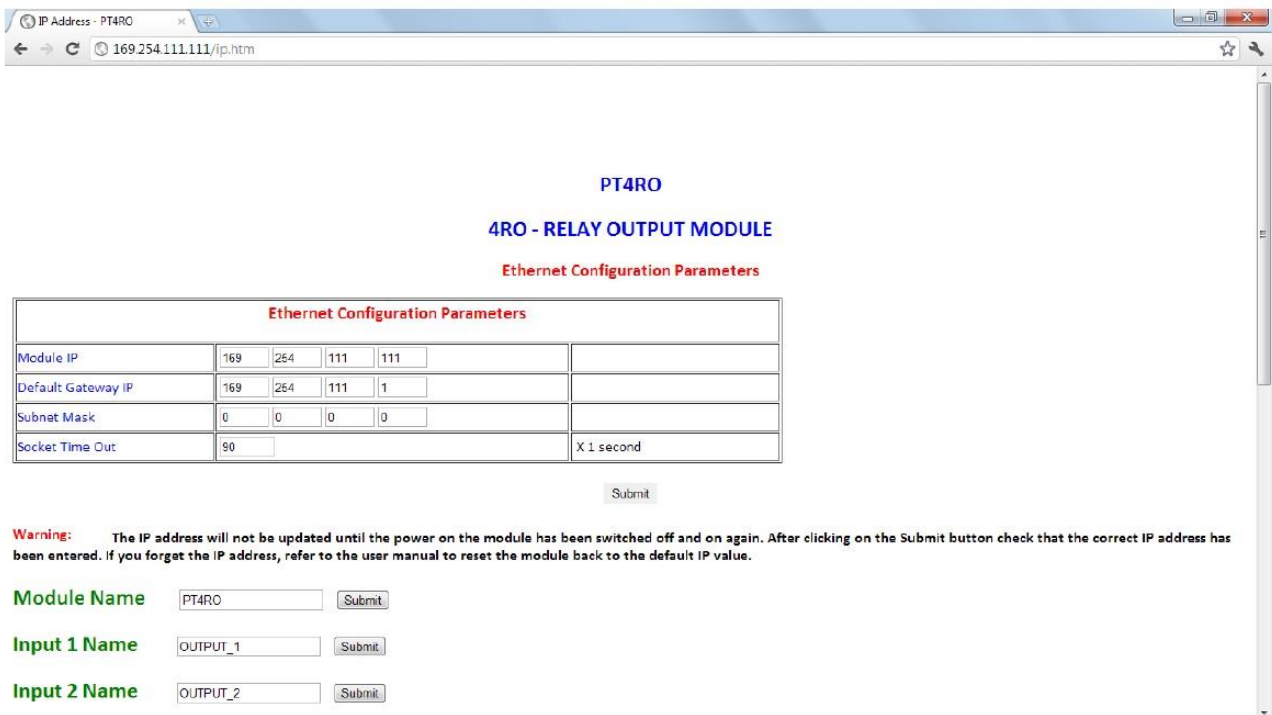 IP Address - PT4RO
169.254.111.111/ip.htm
PT4RO
4RO - RELAY OUTPUT MODULE
Ethernet Configuration Parameters
Ethernet Configuration Parameters
Module IP 169 254 111 111
Default Gateway IP 169 254 111 1
Subnet Mask 0 0 0 0
Socket Time Out 90 X 1 second
Submit
Warning: The IP address will not be updated until the power on the module has been switched off and on again. After clicking on the Submit button check that the correct IP address has
been entered. If you forget the IP address, refer to the user manual to reset the module back to the default IP value.
Module Name PT4RO Submit
Input 1 Name OUTPUT_1 Submit
Input 2 Name OUTPUT_2 Submit